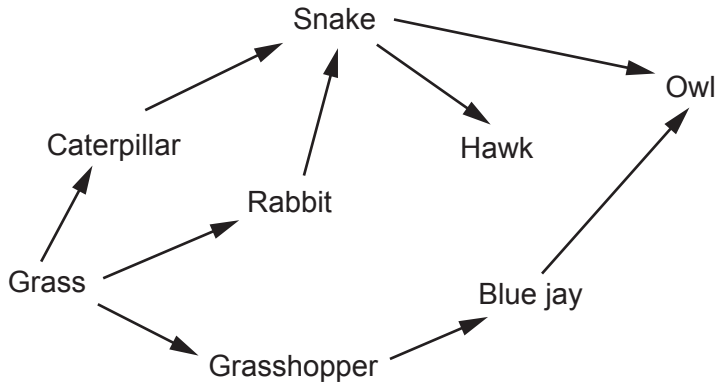 Snake
Owl
Caterpillar
Hawk
Rabbit
Grass
Blue jay
Grasshopper